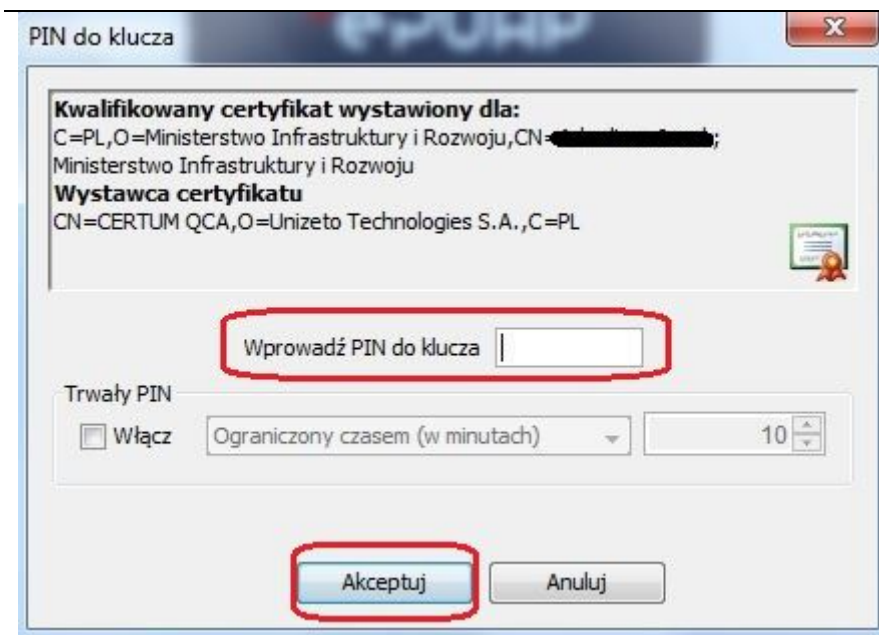 ePUAP
PIN do klucza
Kwalifikowany certyfikat wystawiony dla:
C=PL,O=Ministerstwo Infrastruktury i Rozwoju,CN=;
Ministerstwo Infrastruktury i Rozwoju
Wystawca certyfikatu
CN=CERTUM QCA,O=Unizeto Technologies S.A.,C=PL
Wprowadź PIN do klucza
Trwały PIN
Włącz Ograniczony czasem (w minutach) 10
Akceptuj Anuluj